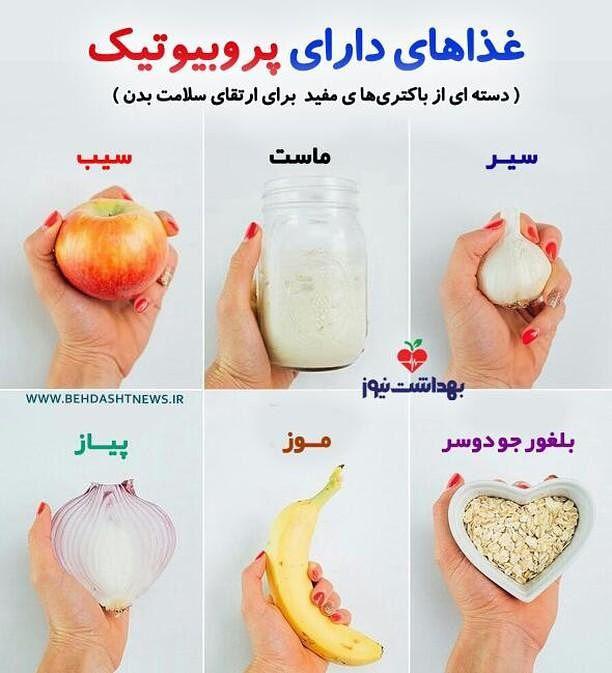 غذاهای دارای پروبیوتیک
( دسته ای از باکتری‌ها ی مفید برای ارتقای سلامت بدن )
سیر
ماست
سیب
بهداشت نیوز
WWW.BEHDASHTNEWS.IR
بلغور جو دوسر
موز
پیاز